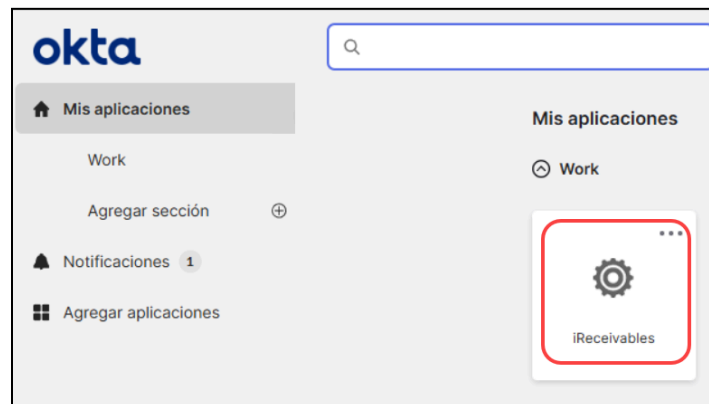 okta
Mis aplicaciones
Work
Agregar sección
Notificaciones 1
Agregar aplicaciones
Mis aplicaciones
Work
iReceivables